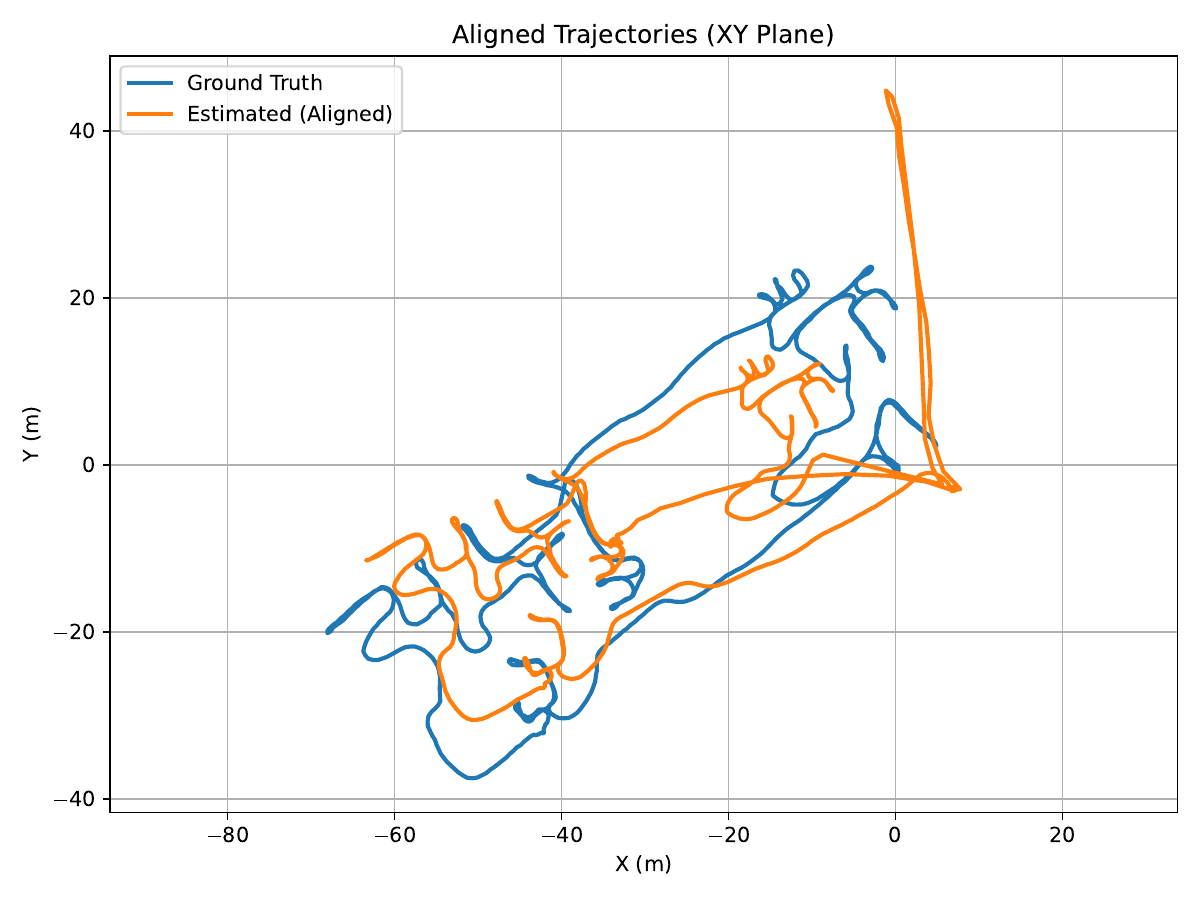 Aligned Trajectories (XY Plane)
Ground Truth
Estimated (Aligned)
40
20
0
−20
−40
Y (m)
−80 −60 −40 −20 0 20
X (m)